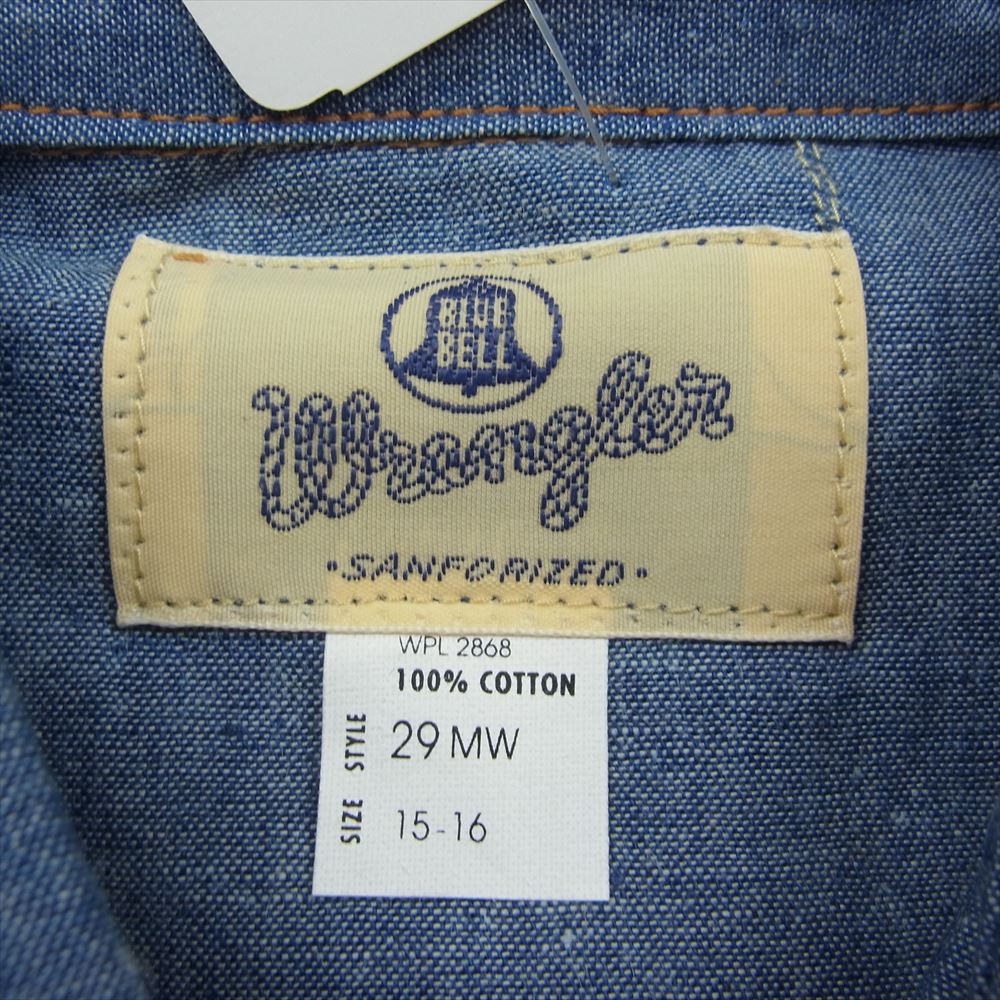 BLUE
BELL
Wrangler
•SANFORIZED•
WPL 2868
100% COTTON
STYLE 29 MW
SIZE 15-16